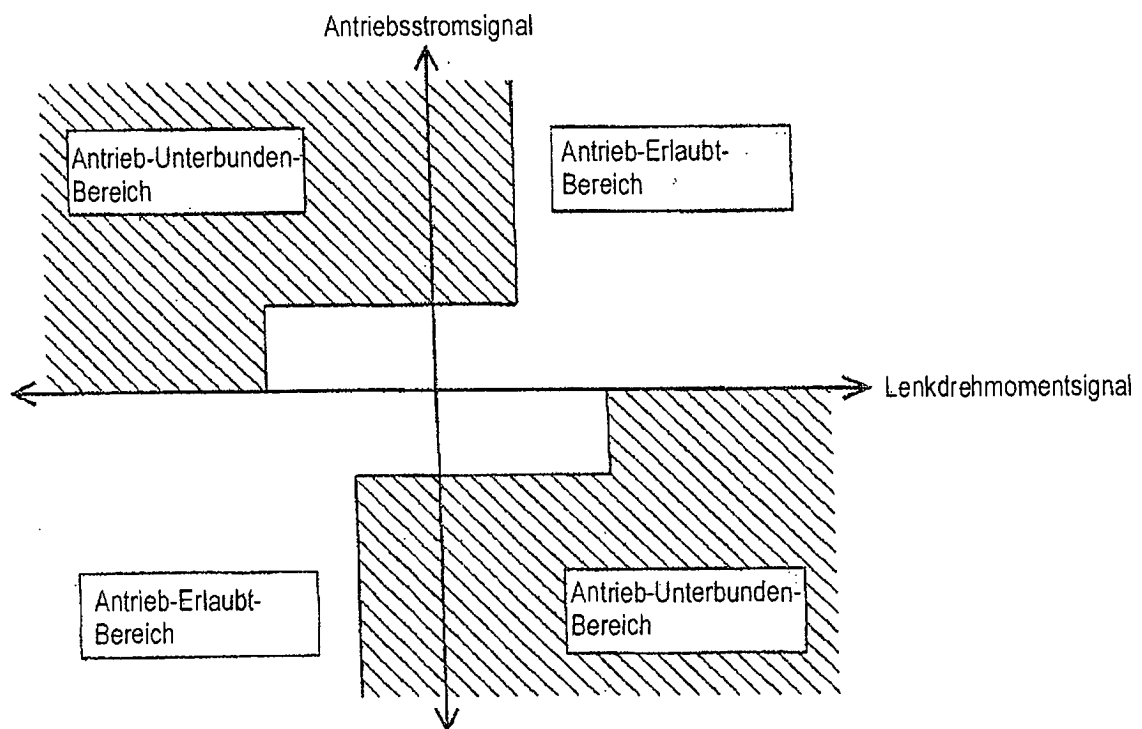 Antriebsstromsignal
Antrieb-Unterbunden-
Bereich
Antrieb-Erlaubt-
Bereich
Lenkdrehmomentsignal
Antrieb-Erlaubt-
Bereich
Antrieb-Unterbunden-
Bereich